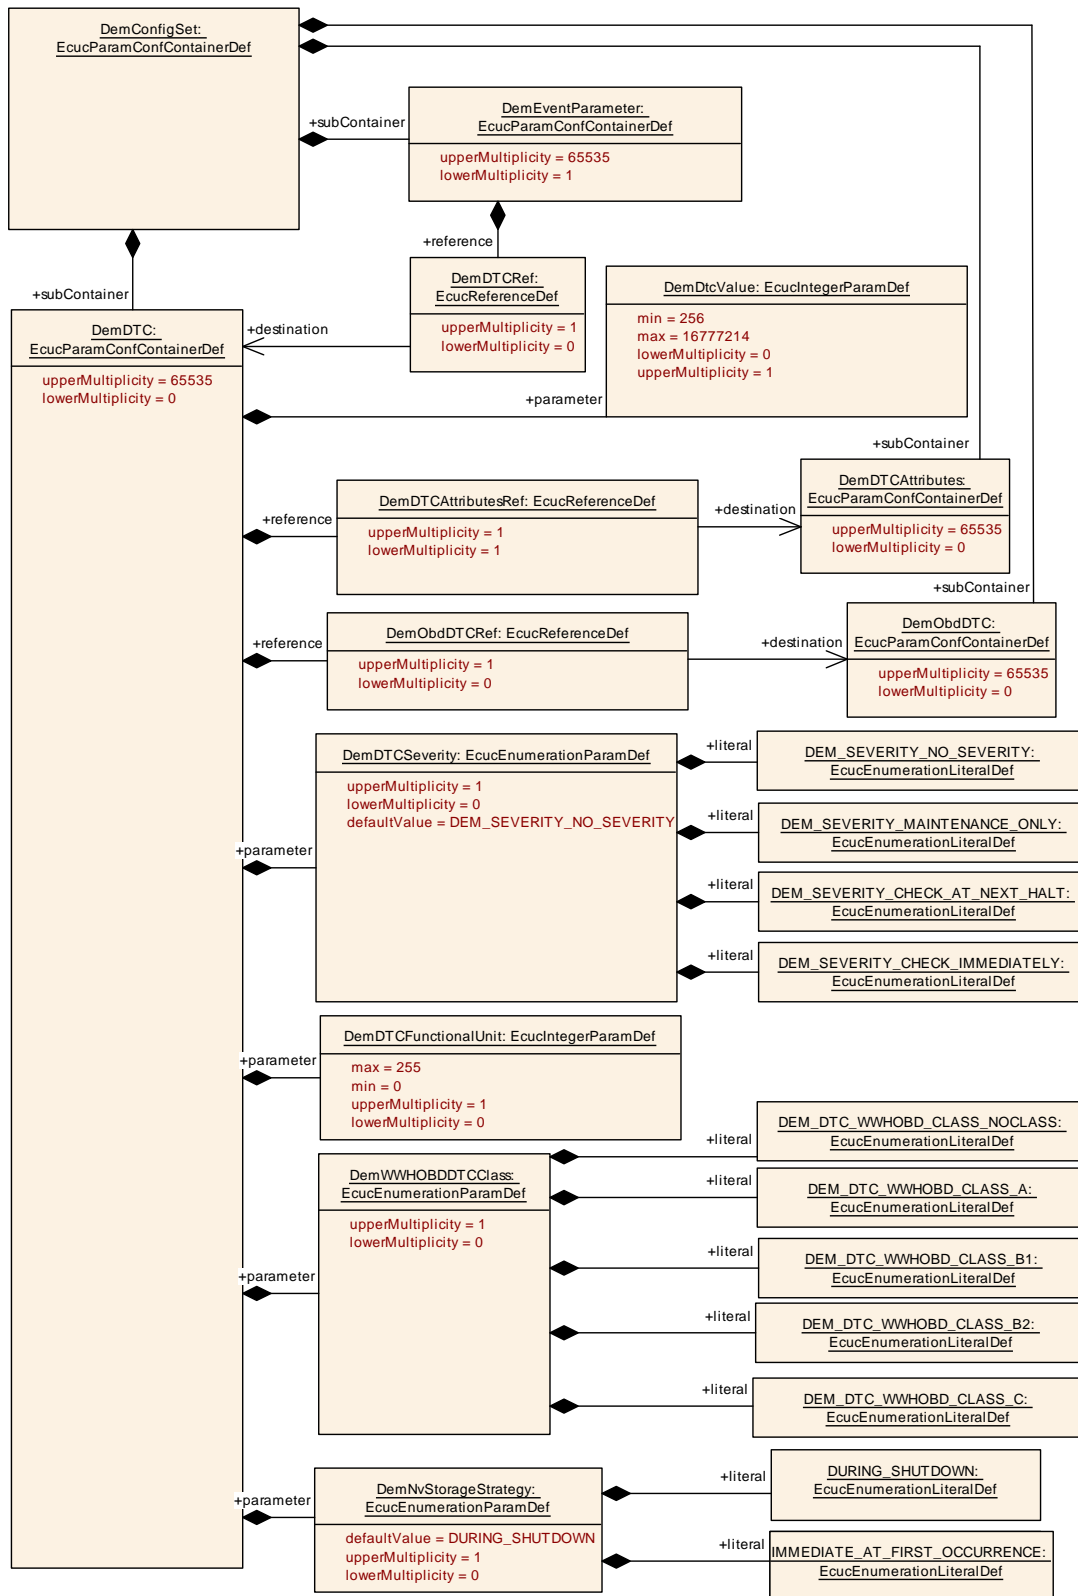 DemConfigSet:
EcucParamConfContainerDef
+subContainer
DemEventParameter:
EcucParamConfContainerDef
upperMultiplicity = 65535
lowerMultiplicity = 1
+reference
+subContainer
DemDTCRef:
EcucReferenceDef
upperMultiplicity = 1
lowerMultiplicity = 0
+destination
DemDtcValue: EcucIntegerParamDef
min = 256
max = 16777214
lowerMultiplicity = 0
upperMultiplicity = 1
DemDTC:
EcucParamConfContainerDef
upperMultiplicity = 65535
lowerMultiplicity = 0
+parameter
+subContainer
DemDTCAttributesRef: EcucReferenceDef
upperMultiplicity = 1
lowerMultiplicity = 1
+reference
+destination
DemDTCAttributes:
EcucParamConfContainerDef
upperMultiplicity = 65535
lowerMultiplicity = 0
+subContainer
DemObdDTCRef: EcucReferenceDef
upperMultiplicity = 1
lowerMultiplicity = 0
+reference
+destination
DemObdDTC:
EcucParamConfContainerDef
upperMultiplicity = 65535
lowerMultiplicity = 0
DemDTCSeverity: EcucEnumerationParamDef
upperMultiplicity = 1
lowerMultiplicity = 0
defaultValue = DEM_SEVERITY_NO_SEVERITY
+parameter
+literal
DEM_SEVERITY_NO_SEVERITY:
EcucEnumerationLiteralDef
+literal
DEM_SEVERITY_MAINTENANCE_ONLY:
EcucEnumerationLiteralDef
+literal
DEM_SEVERITY_CHECK_AT_NEXT_HALT:
EcucEnumerationLiteralDef
+literal
DEM_SEVERITY_CHECK_IMMEDIATELY:
EcucEnumerationLiteralDef
DemDTCFunctionalUnit: EcucIntegerParamDef
max = 255
min = 0
upperMultiplicity = 1
lowerMultiplicity = 0
+parameter
DemWWHOBDDTCClass:
EcucEnumerationParamDef
upperMultiplicity = 1
lowerMultiplicity = 0
+parameter
+literal
DEM_DTC_WWHOBD_CLASS_NOCLASS:
EcucEnumerationLiteralDef
+literal
DEM_DTC_WWHOBD_CLASS_A:
EcucEnumerationLiteralDef
+literal
DEM_DTC_WWHOBD_CLASS_B1:
EcucEnumerationLiteralDef
+literal
DEM_DTC_WWHOBD_CLASS_B2:
EcucEnumerationLiteralDef
+literal
DEM_DTC_WWHOBD_CLASS_C:
EcucEnumerationLiteralDef
+parameter
DemNvStorageStrategy:
EcucEnumerationParamDef
defaultValue = DURING_SHUTDOWN
upperMultiplicity = 1
lowerMultiplicity = 0
+literal
DURING_SHUTDOWN:
EcucEnumerationLiteralDef
+literal
IMMEDIATE_AT_FIRST_OCCURRENCE:
EcucEnumerationLiteralDef